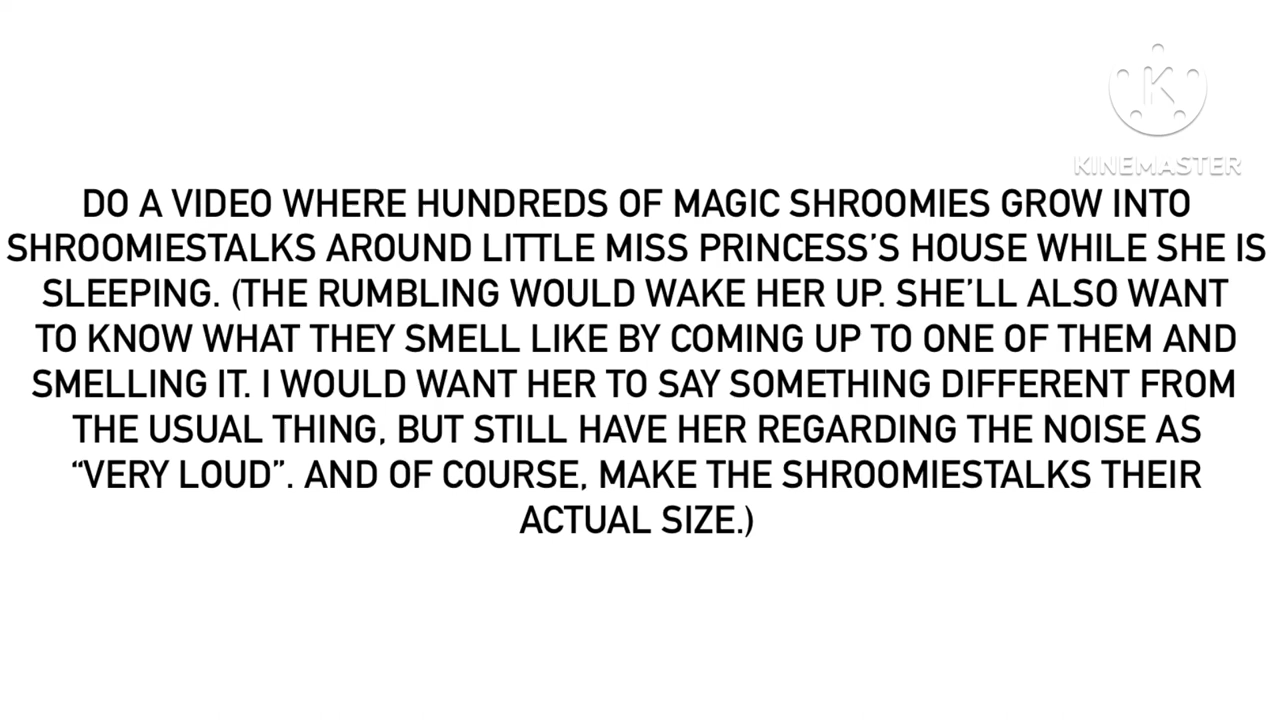 KINEMASTER
DO A VIDEO WHERE HUNDREDS OF MAGIC SHROOMIES GROW INTO
SHROOMIESTALKS AROUND LITTLE MISS PRINCESS’S HOUSE WHILE SHE IS
SLEEPING. (THE RUMBLING WOULD WAKE HER UP. SHE’LL ALSO WANT
TO KNOW WHAT THEY SMELL LIKE BY COMING UP TO ONE OF THEM AND
SMELLING IT. I WOULD WANT HER TO SAY SOMETHING DIFFERENT FROM
THE USUAL THING, BUT STILL HAVE HER REGARDING THE NOISE AS
“VERY LOUD”. AND OF COURSE, MAKE THE SHROOMIESTALKS THEIR
ACTUAL SIZE.)